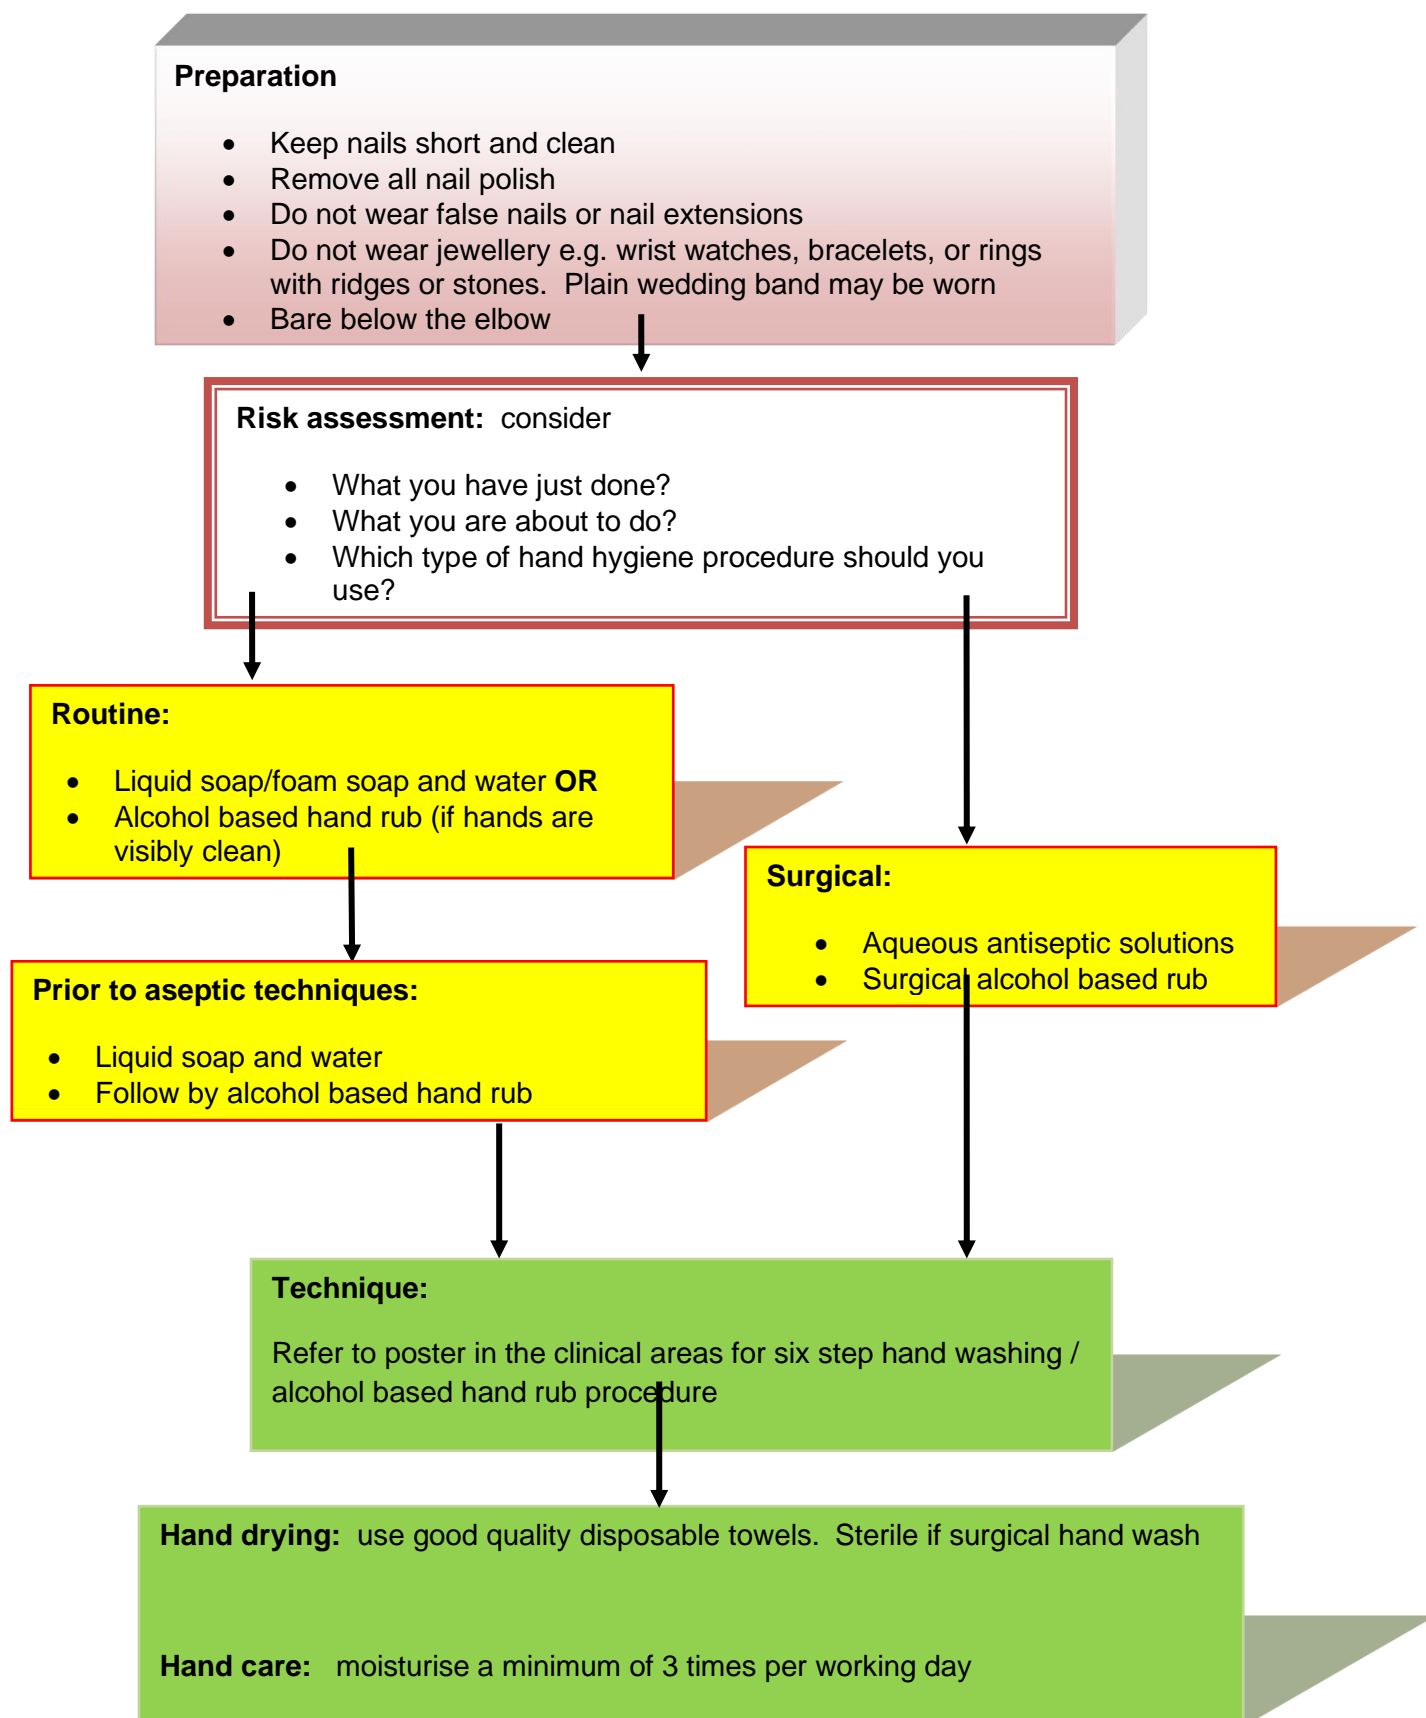 Preparation
• Keep nails short and clean
• Remove all nail polish
• Do not wear false nails or nail extensions
• Do not wear jewellery e.g. wrist watches, bracelets, or rings
with ridges or stones.  Plain wedding band may be worn
• Bare below the elbow
Risk assessment:  consider
• What you have just done?
• What you are about to do?
• Which type of hand hygiene procedure should you
use?
Routine:
• Liquid soap/foam soap and water OR
• Alcohol based hand rub (if hands are
visibly clean)
Surgical:
• Aqueous antiseptic solutions
• Surgical alcohol based rub
Prior to aseptic techniques:
• Liquid soap and water
• Follow by alcohol based hand rub
Technique:
Refer to poster in the clinical areas for six step hand washing /
alcohol based hand rub procedure
Hand drying:  use good quality disposable towels.  Sterile if surgical hand wash
Hand care:   moisturise a minimum of 3 times per working day